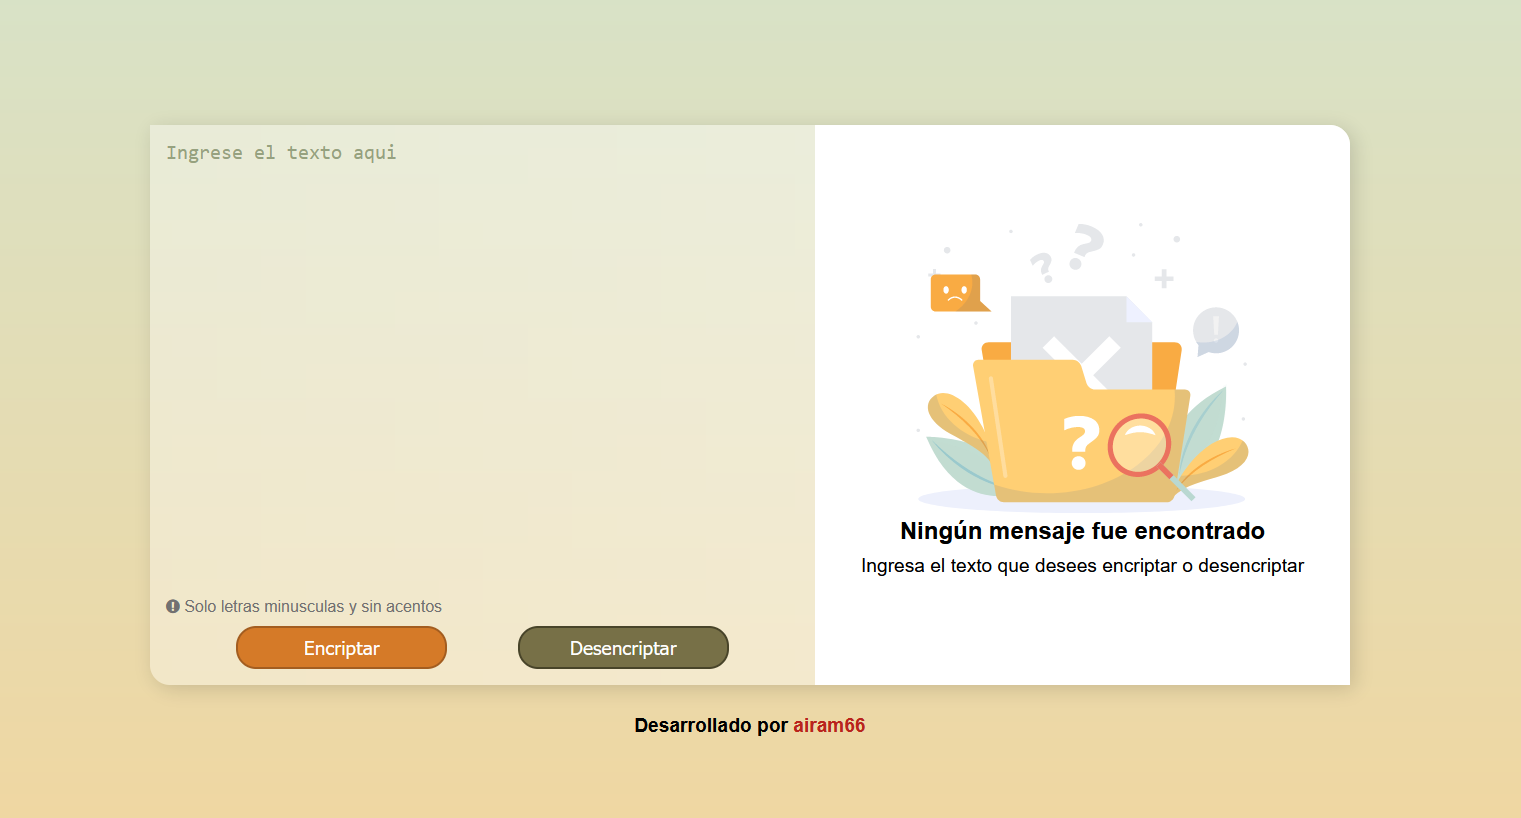 Ingrese el texto aqui
Solo letras minusculas y sin acentos
Encriptar
Desencriptar
Ningún mensaje fue encontrado
Ingresa el texto que desees encriptar o desencriptar
Desarrollado por airam66